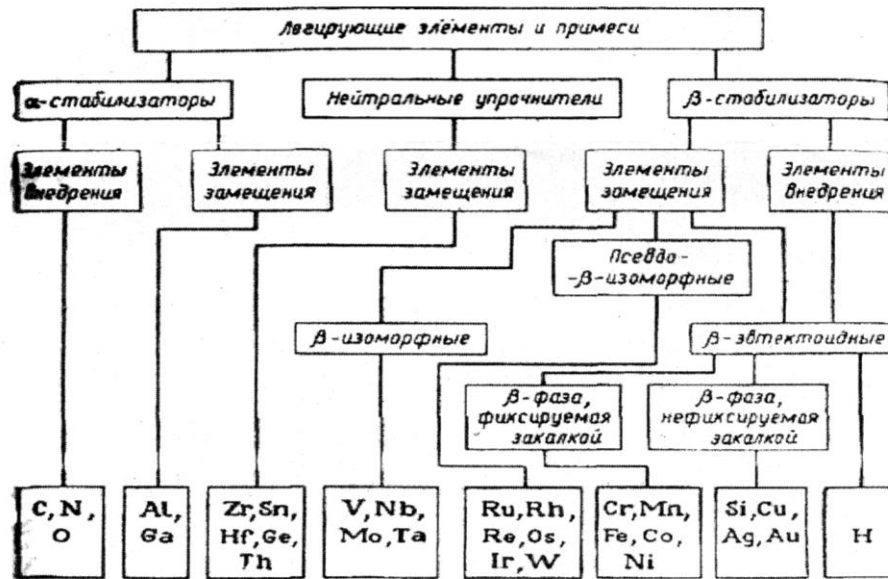 Легирующие элементы и примеси
α-стабилизаторы
Нейтральные упрочнители
β-стабилизаторы
Элементы
внедрения
Элементы
замещения
Элементы
замещения
Элементы
замещения
Элементы
внедрения
Псевдо-
-β-изоморфные
β-изоморфные
β-эвтектоидные
β-фаза,
фиксируемая
закалкой
β-фаза,
нефиксируемая
закалкой
C, N,
O
Al,
Ga
Zr, Sn,
Hf, Ge,
Th
V, Nb,
Mo, Ta
Ru, Rh,
Re, Os,
Ir, W
Cr, Mn,
Fe, Co,
Ni
Si, Cu,
Ag, Au
H